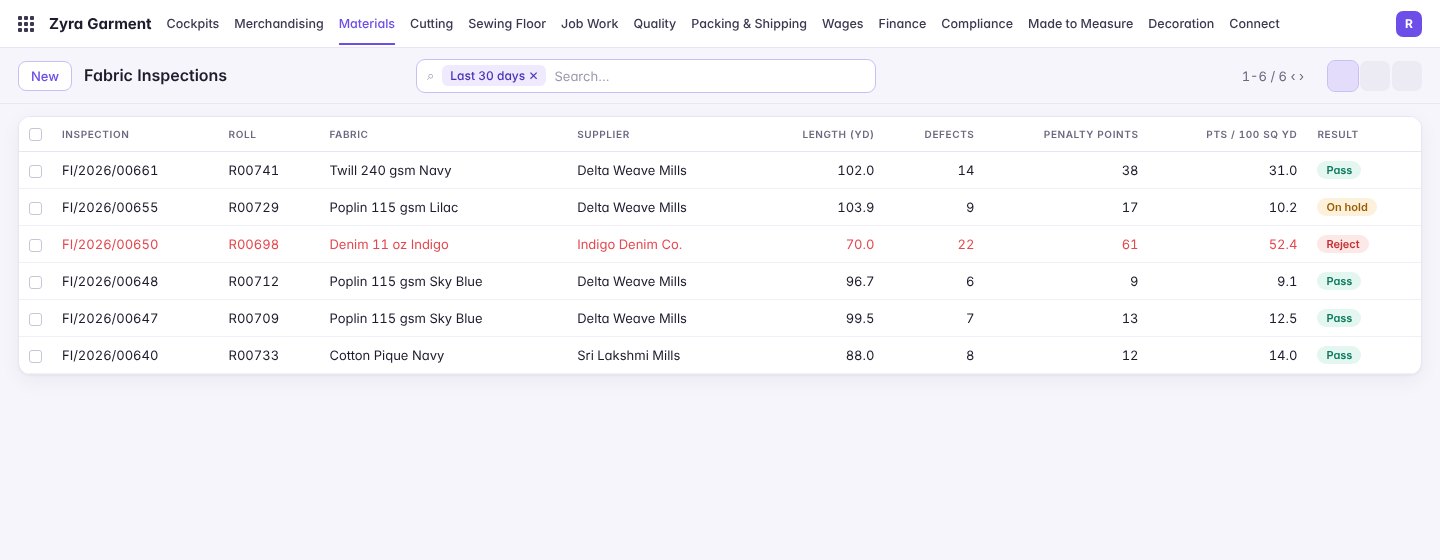 Zyra Garment Cockpits Merchandising Materials Cutting Sewing Floor Job Work Quality Packing & Shipping Wages Finance Compliance Made to Measure Decoration Connect R
New Fabric Inspections Last 30 days ✕ Search... 1-6 / 6 ‹ ›
INSPECTION ROLL FABRIC SUPPLIER LENGTH (YD) DEFECTS PENALTY POINTS PTS / 100 SQ YD RESULT
FI/2026/00661 R00741 Twill 240 gsm Navy Delta Weave Mills 102.0 14 38 31.0 Pass
FI/2026/00655 R00729 Poplin 115 gsm Lilac Delta Weave Mills 103.9 9 17 10.2 On hold
FI/2026/00650 R00698 Denim 11 oz Indigo Indigo Denim Co. 70.0 22 61 52.4 Reject
FI/2026/00648 R00712 Poplin 115 gsm Sky Blue Delta Weave Mills 96.7 6 9 9.1 Pass
FI/2026/00647 R00709 Poplin 115 gsm Sky Blue Delta Weave Mills 99.5 7 13 12.5 Pass
FI/2026/00640 R00733 Cotton Pique Navy Sri Lakshmi Mills 88.0 8 12 14.0 Pass